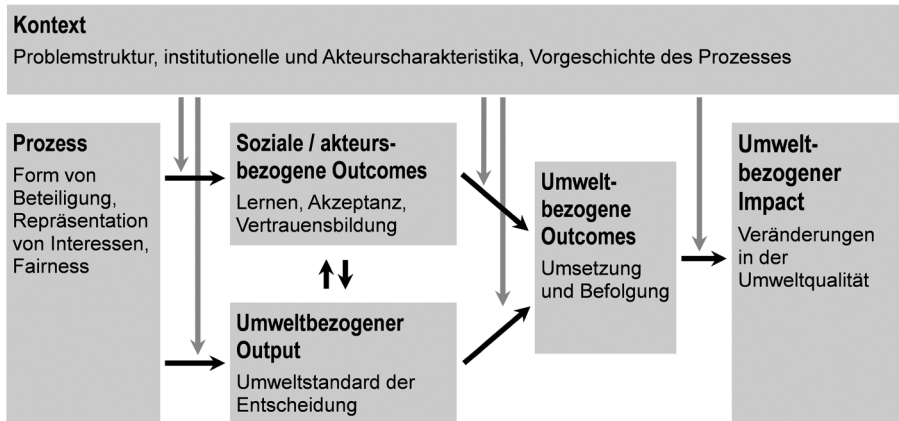 Kontext
Problemstruktur, institutionelle und Akteurscharakteristika, Vorgeschichte des Prozesses
Prozess
Form von
Beteiligung,
Repräsentation
von Interessen,
Fairness
Soziale / akteurs-
bezogene Outcomes
Lernen, Akzeptanz,
Vertrauensbildung
Umweltbezogener
Output
Umweltstandard der
Entscheidung
Umwelt-
bezogene
Outcomes
Umsetzung
und Befolgung
Umwelt-
bezogener
Impact
Veränderungen
in der
Umweltqualität